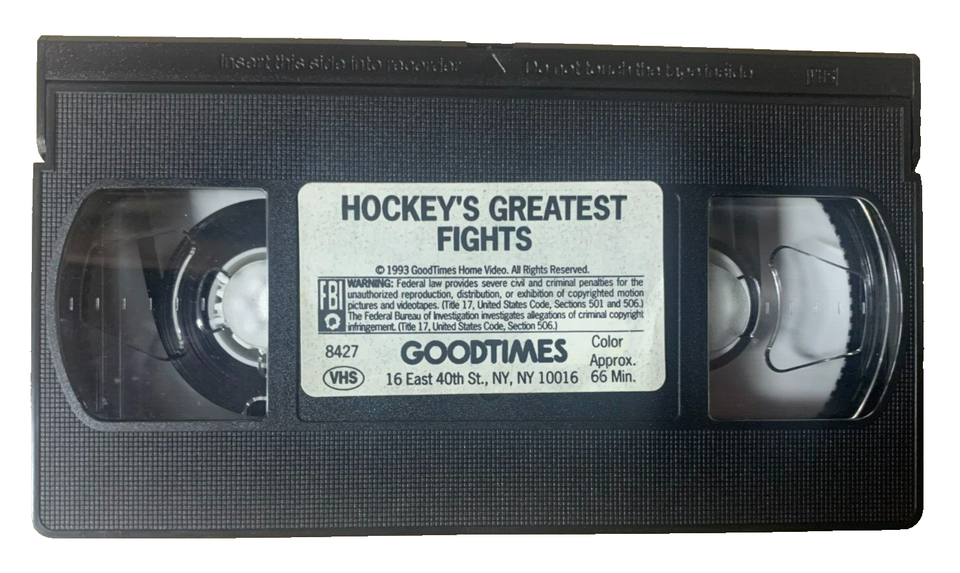 Insert this side into recorder
Do not touch the tape inside
VHS
HOCKEY'S GREATEST
FIGHTS
© 1993 GoodTimes Home Video. All Rights Reserved.
FBI
WARNING: Federal law provides severe civil and criminal penalties for the
unauthorized reproduction, distribution, or exhibition of copyrighted motion
pictures and videotapes. (Title 17, United States Code, Sections 501 and 506.)
The Federal Bureau of Investigation investigates allegations of criminal copyright
infringement. (Title 17, United States Code, Section 506.)
8427
VHS
GOODTIMES
16 East 40th St., NY, NY 10016
Color
Approx.
66 Min.